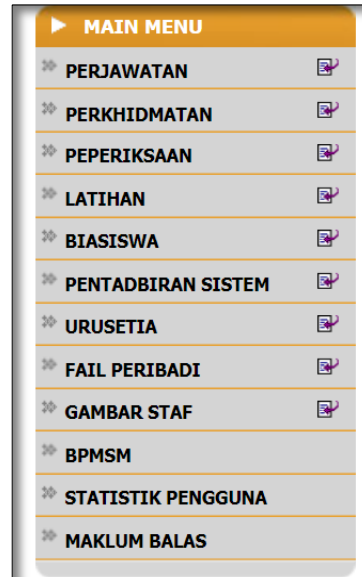 MAIN MENU
PERJAWATAN
PERKHIDMATAN
PEPERIKSAAN
LATIHAN
BIASISWA
PENTADBIRAN SISTEM
URUSETIA
FAIL PERIBADI
GAMBAR STAF
BPMSM
STATISTIK PENGGUNA
MAKLUM BALAS